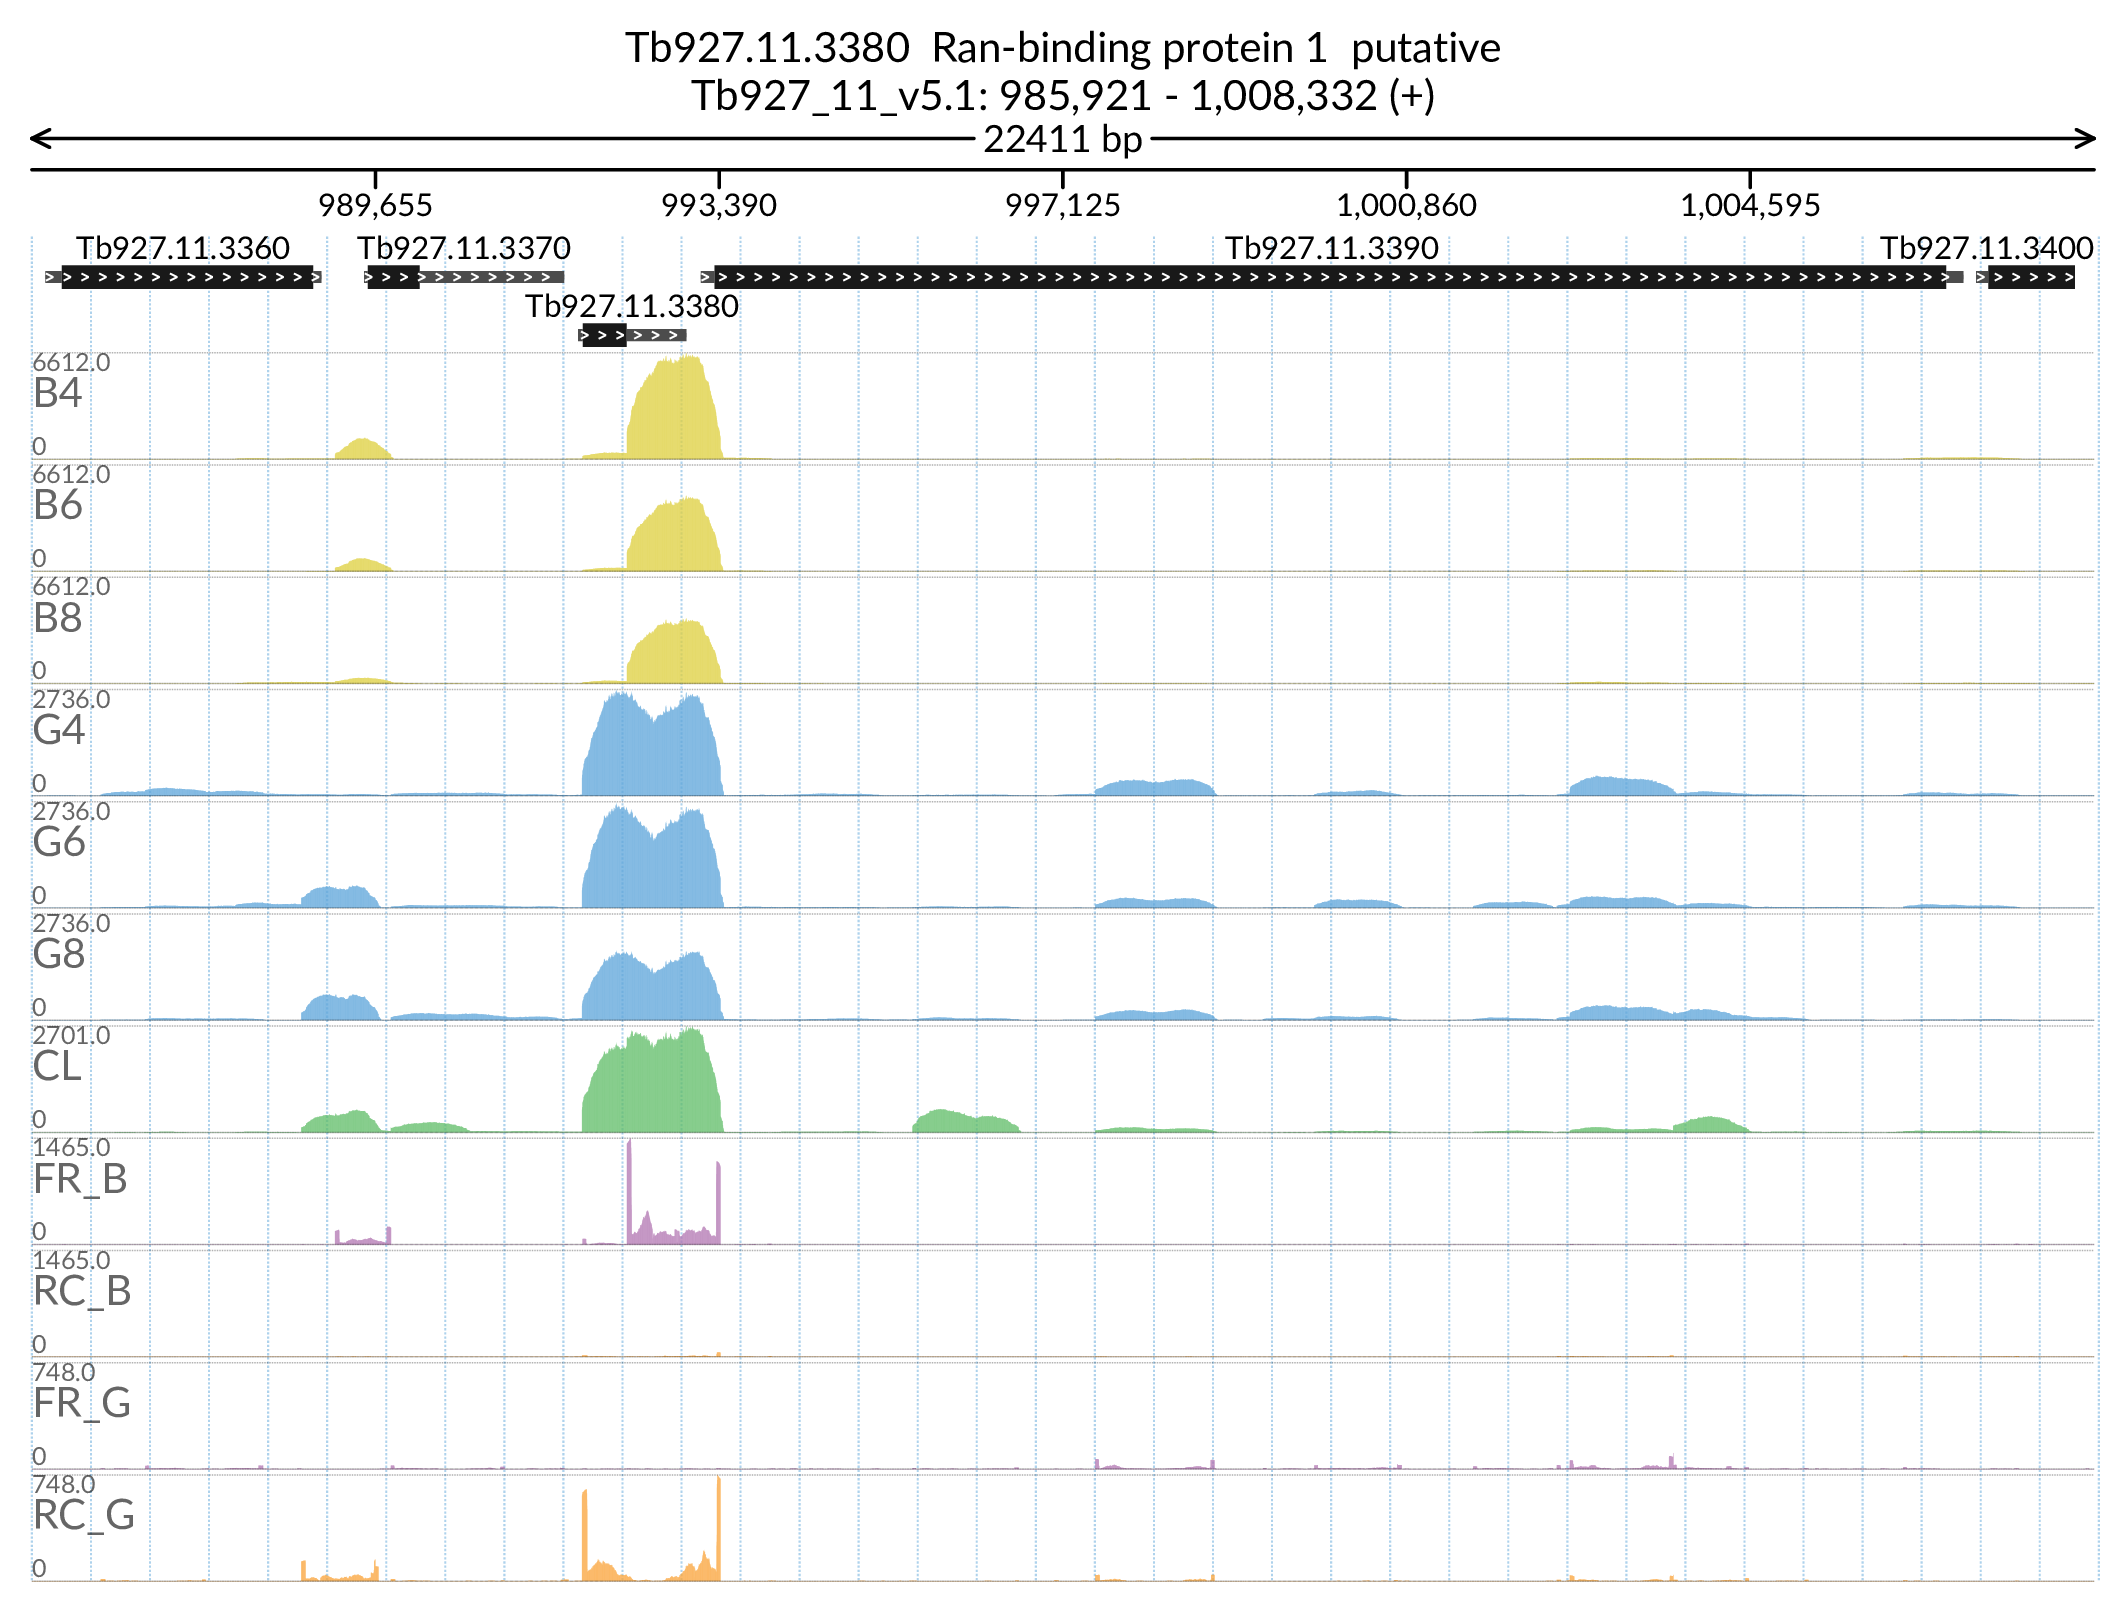 Tb927.11.3380  Ran-binding protein 1  putative
Tb927_11_v5.1: 985,921 - 1,008,332 (+)
22411 bp
989,655 993,390 997,125 1,000,860 1,004,595
Tb927.11.3360 Tb927.11.3370 Tb927.11.3390 Tb927.11.3400
Tb927.11.3380
6612.0
B4
0
6612.0
B6
0
6612.0
B8
0
2736.0
G4
0
2736.0
G6
0
2736.0
G8
0
2701.0
CL
0
1465.0
FR_B
0
1465.0
RC_B
0
748.0
FR_G
0
748.0
RC_G
0